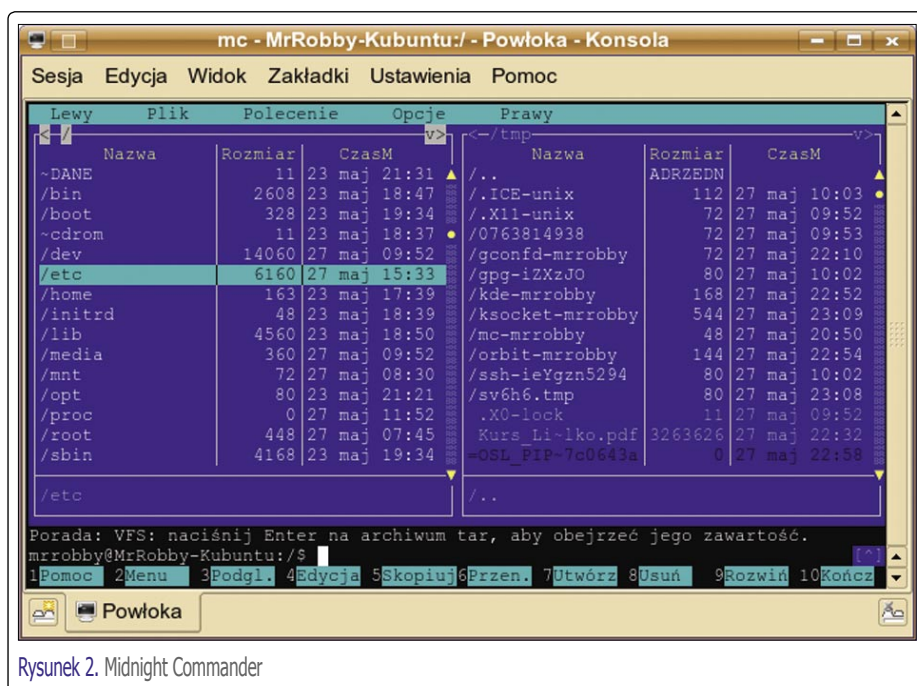 mc - MrRobby-Kubuntu:/ - Powłoka - Konsola
Sesja Edycja Widok Zakładki Ustawienia Pomoc
Lewy Plik Polecenie Opcje Prawy
< / v> <-/tmp v>
Nazwa Rozmiar CzasM Nazwa Rozmiar CzasM
~DANE 11 23 maj 21:31 /.. ADRZEDN
/bin 2608 23 maj 18:47 /.ICE-unix 112 27 maj 10:03
/boot 328 23 maj 19:34 /.X11-unix 72 27 maj 09:52
~cdrom 11 23 maj 18:37 /0763814938 72 27 maj 09:53
/dev 14060 27 maj 09:52 /gconfd-mrrobby 72 27 maj 22:10
/etc 6160 27 maj 15:33 /gpg-iZXzJO 80 27 maj 10:02
/home 163 23 maj 17:39 /kde-mrrobby 168 27 maj 22:52
/initrd 48 23 maj 18:39 /ksocket-mrrobby 544 27 maj 23:09
/lib 4560 23 maj 18:50 /mc-mrrobby 48 27 maj 20:50
/media 360 27 maj 09:52 /orbit-mrrobby 144 27 maj 22:54
/mnt 72 27 maj 08:30 /ssh-ieYgzn5294 80 27 maj 10:02
/opt 80 23 maj 21:21 /sv6h6.tmp 80 27 maj 23:08
/proc 0 27 maj 11:52 .X0-lock 11 27 maj 09:52
/root 448 27 maj 07:45 Kurs_Li~lko.pdf 3263626 27 maj 22:32
/sbin 4168 23 maj 19:34 =OSL_PIP~7c0643a 0 27 maj 22:58
/etc /..
Porada: VFS: naciśnij Enter na archiwum tar, aby obejrzeć jego zawartość.
mrrobby@MrRobby-Kubuntu:/$ [^]
1Pomoc 2Menu 3Podgl. 4Edycja 5Skopiuj 6Przen. 7Utwórz 8Usuń 9Rozwiń 10Kończ
Powłoka
Rysunek 2. Midnight Commander